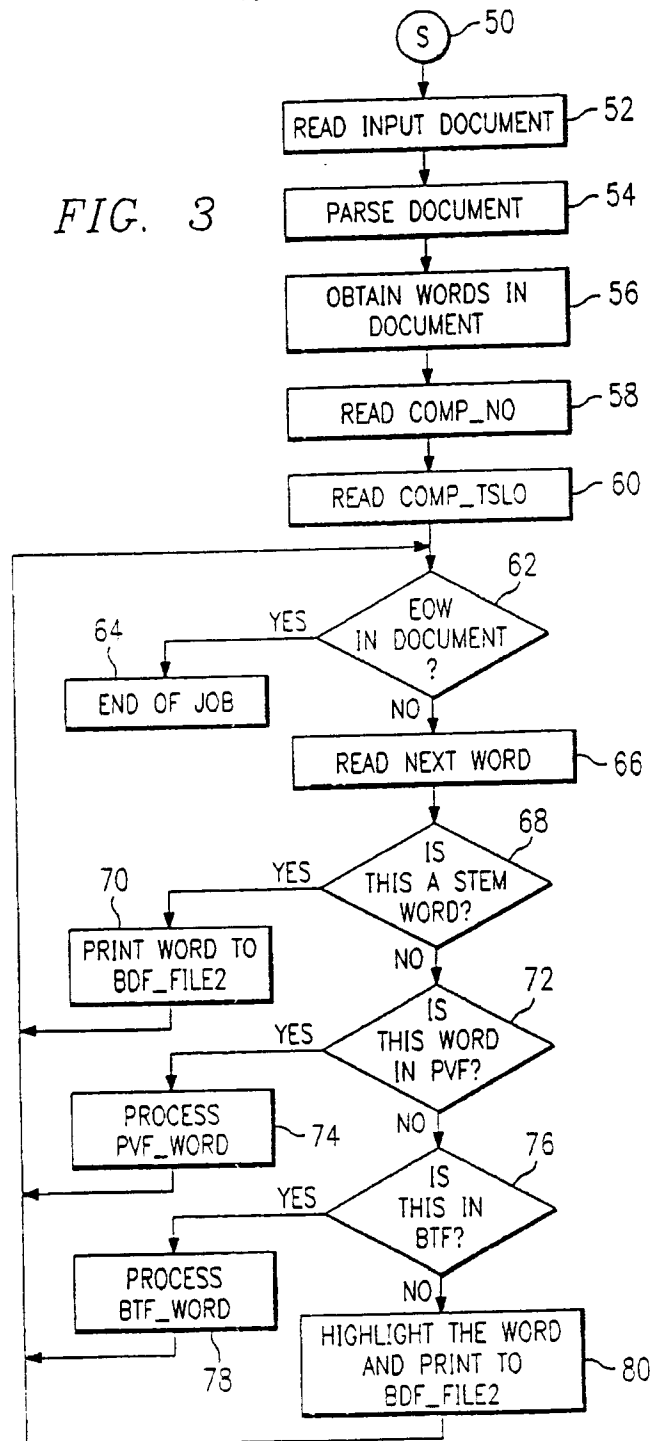 S
50
READ INPUT DOCUMENT
52
FIG. 3
PARSE DOCUMENT
54
OBTAIN WORDS IN
DOCUMENT
56
READ COMP_NO
58
READ COMP_TSLO
60
62
EOW
IN DOCUMENT
?
YES
64
END OF JOB
NO
READ NEXT WORD
66
68
IS
THIS A STEM
WORD?
YES
70
PRINT WORD TO
BDF_FILE2
NO
72
IS
THIS WORD
IN PVF?
YES
PROCESS
PVF_WORD
74
NO
76
IS
THIS IN
BTF?
YES
PROCESS
BTF_WORD
78
NO
HIGHLIGHT THE WORD
AND PRINT TO
BDF_FILE2
80